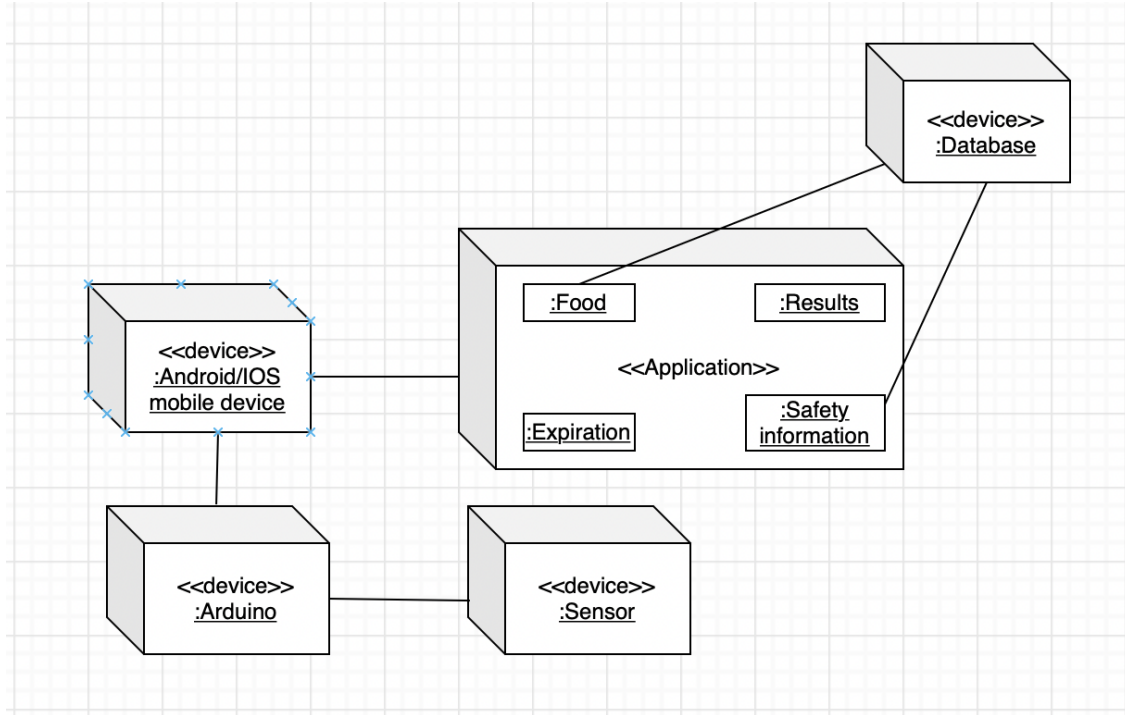 <<device>>
:Database
:Food
:Results
<<Application>>
:Expiration
:Safety
information
<<device>>
:Android/IOS
mobile device
<<device>>
:Arduino
<<device>>
:Sensor